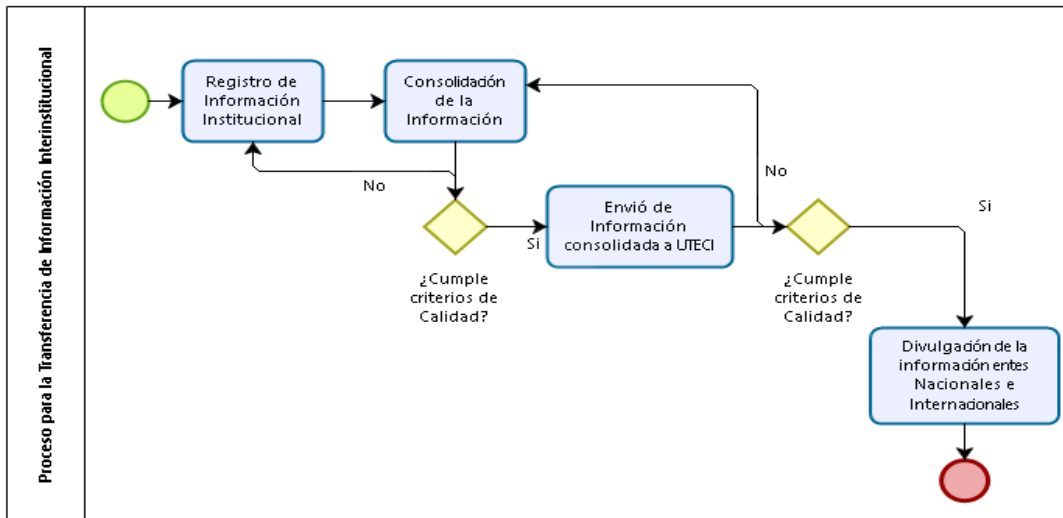 Proceso para la Transferencia de Información Interinstitucional
Registro de
Información
Institucional
Consolidación
de la
Información
No
¿Cumple
criterios de
Calidad?
Si
Envió de
Información
consolidada a UTECI
No
¿Cumple
criterios de
Calidad?
Si
Divulgación de la
información entes
Nacionales e
Internacionales